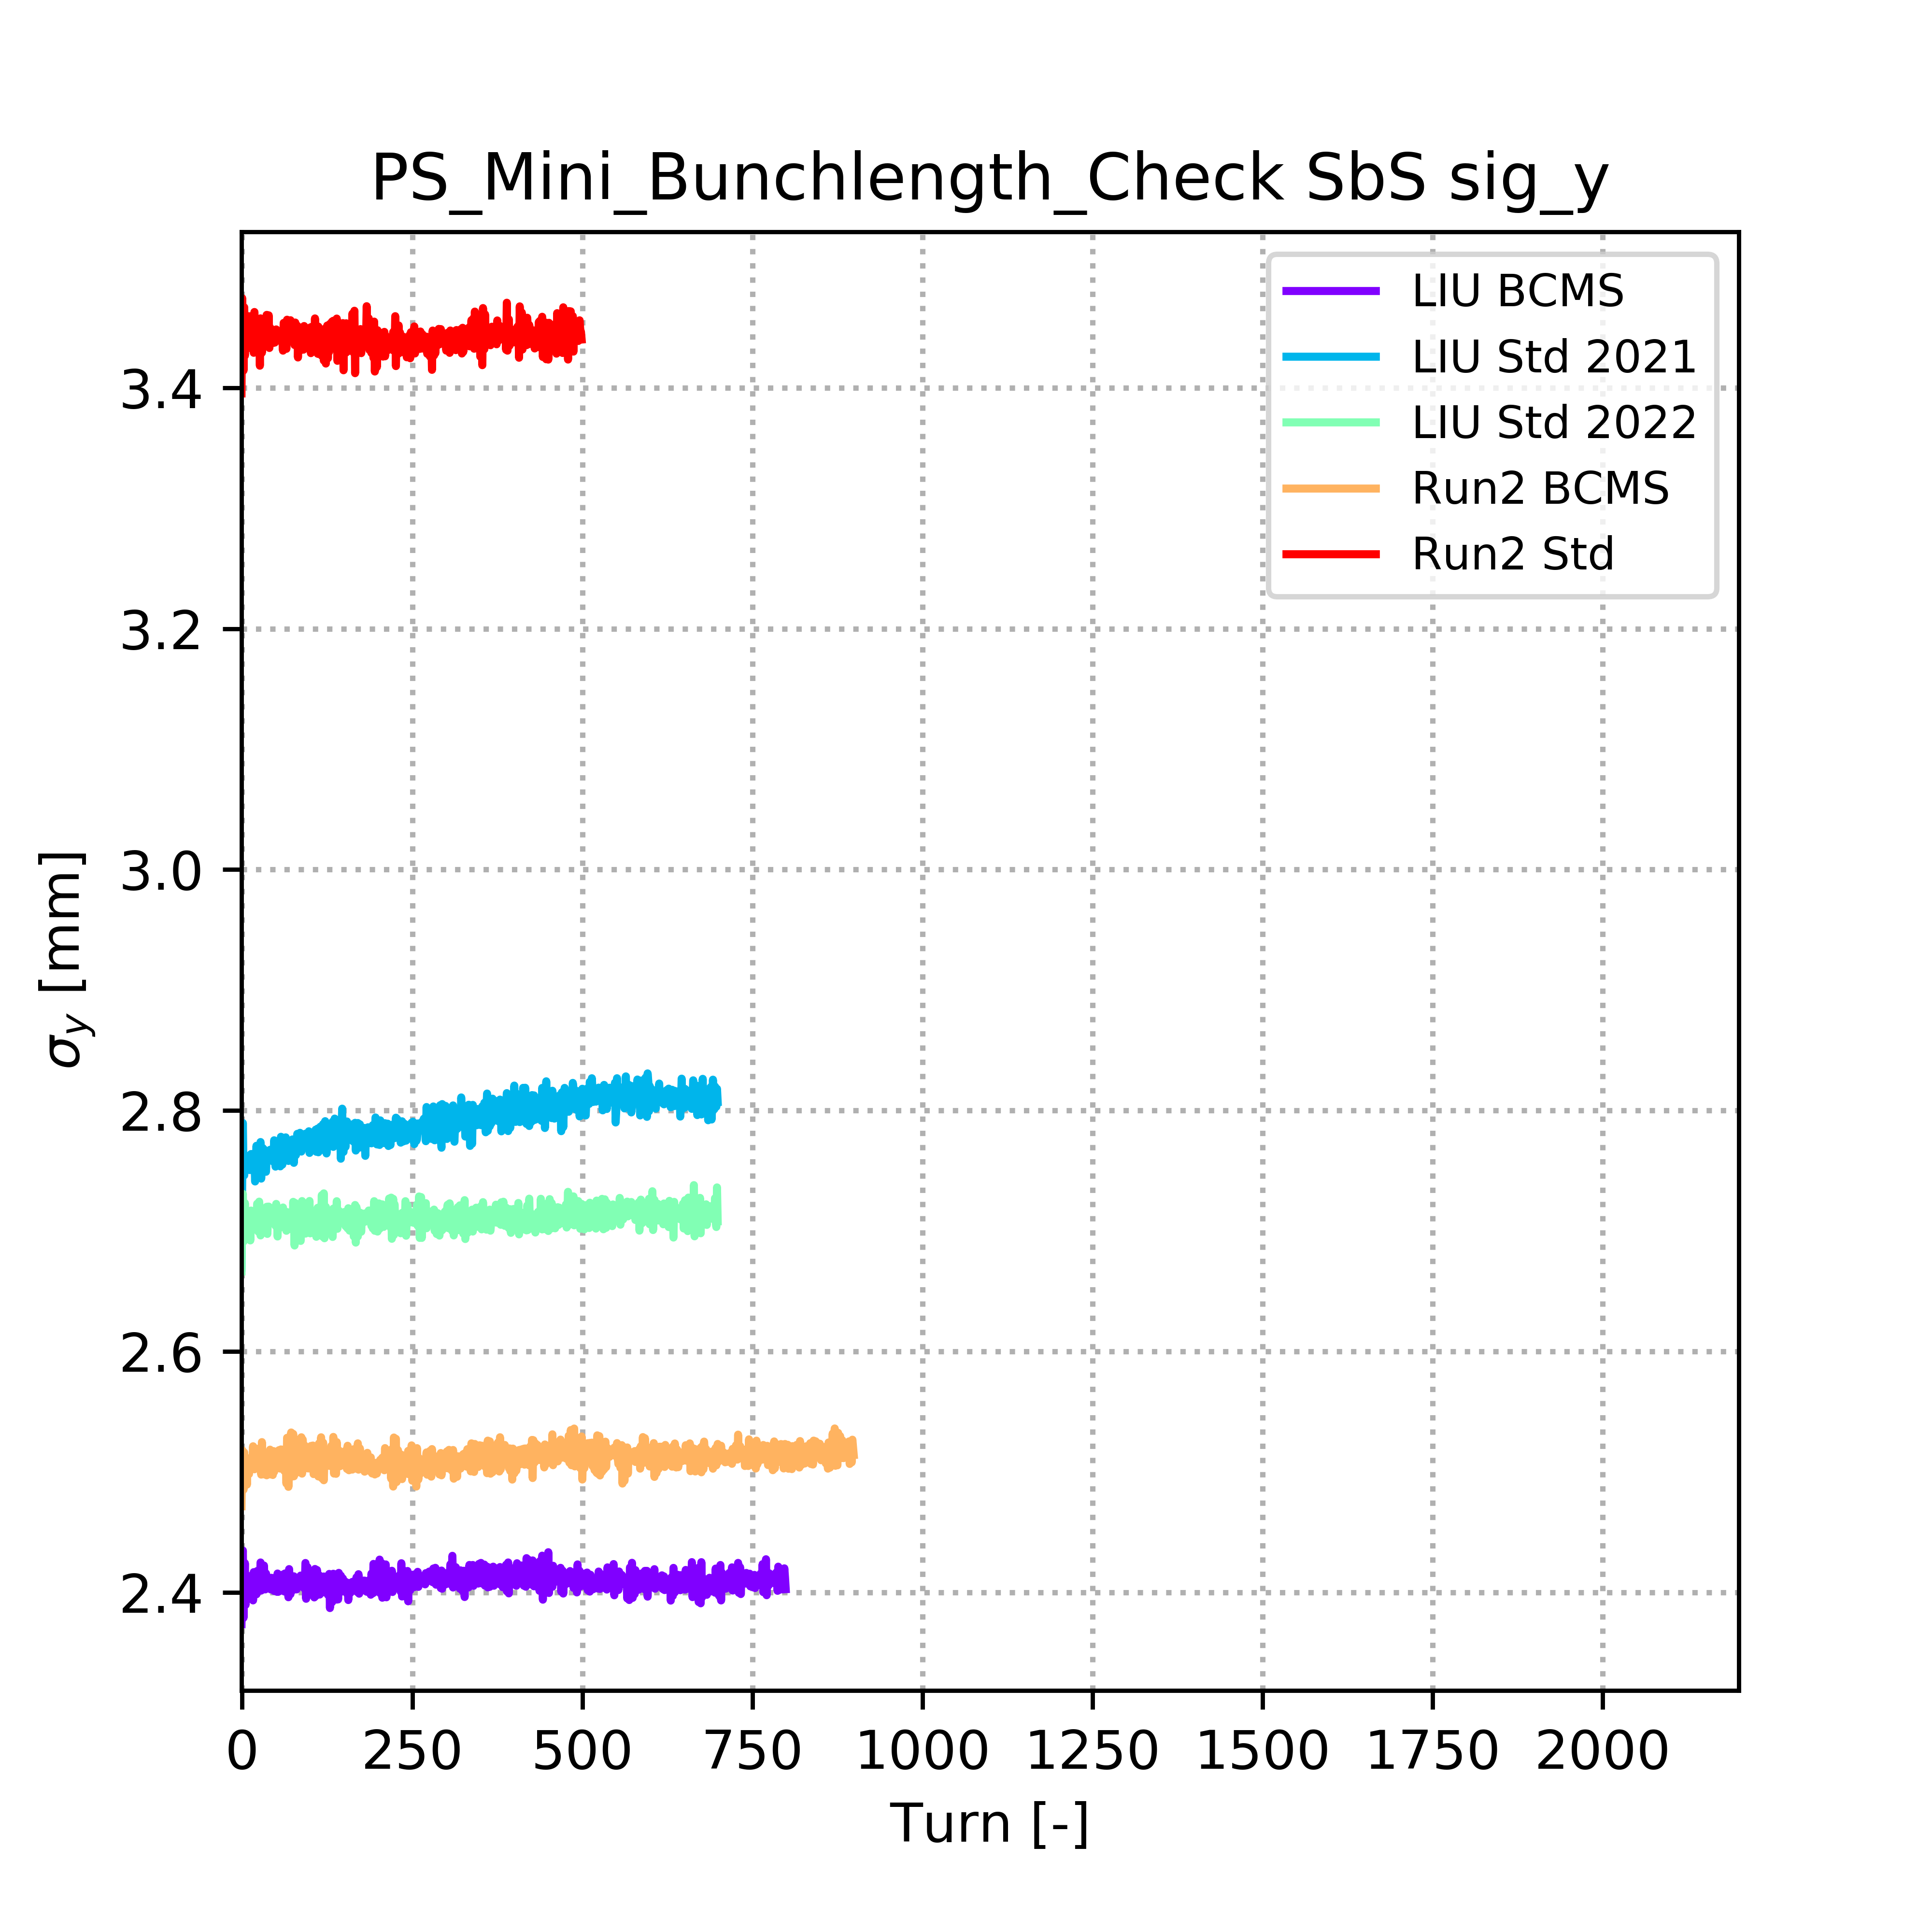 PS_Mini_Bunchlength_Check SbS sig_y
LIU BCMS
LIU Std 2021
LIU Std 2022
Run2 BCMS
Run2 Std
3.4
3.2
3.0
2.8
2.6
2.4
σy [mm]
0 250 500 750 1000 1250 1500 1750 2000
Turn [-]